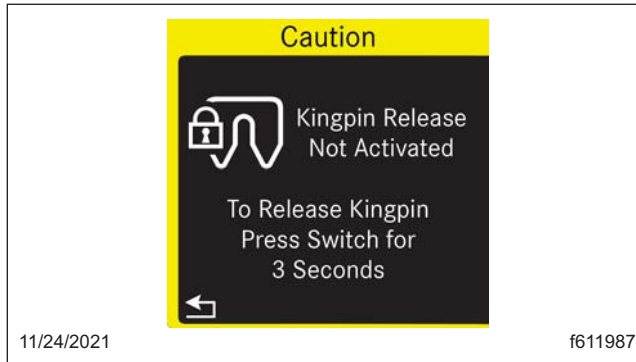 Caution
Kingpin Release
Not Activated
To Release Kingpin
Press Switch for
3 Seconds
11/24/2021
f611987